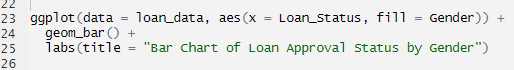 22
23 ggplot(data = loan_data, aes(x = Loan_Status, fill = Gender)) +
24   geom_bar() +
25   labs(title = "Bar Chart of Loan Approval Status by Gender")
26